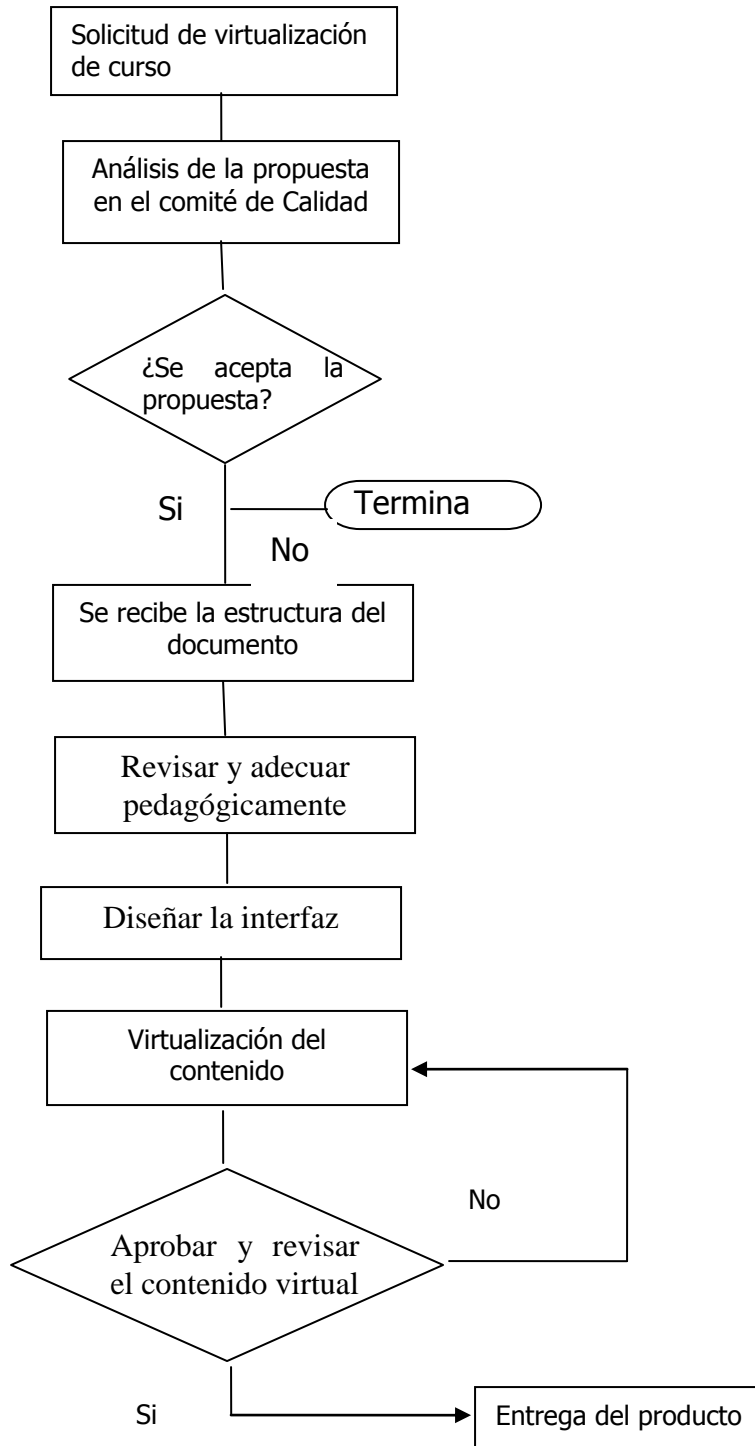 Solicitud de virtualización
de curso
Análisis de la propuesta
en el comité de Calidad
¿Se acepta la
propuesta?
Si
Termina
No
Se recibe la estructura del
documento
Revisar y adecuar
pedagógicamente
Diseñar la interfaz
Virtualización del
contenido
No
Aprobar y revisar
el contenido virtual
Si
Entrega del producto